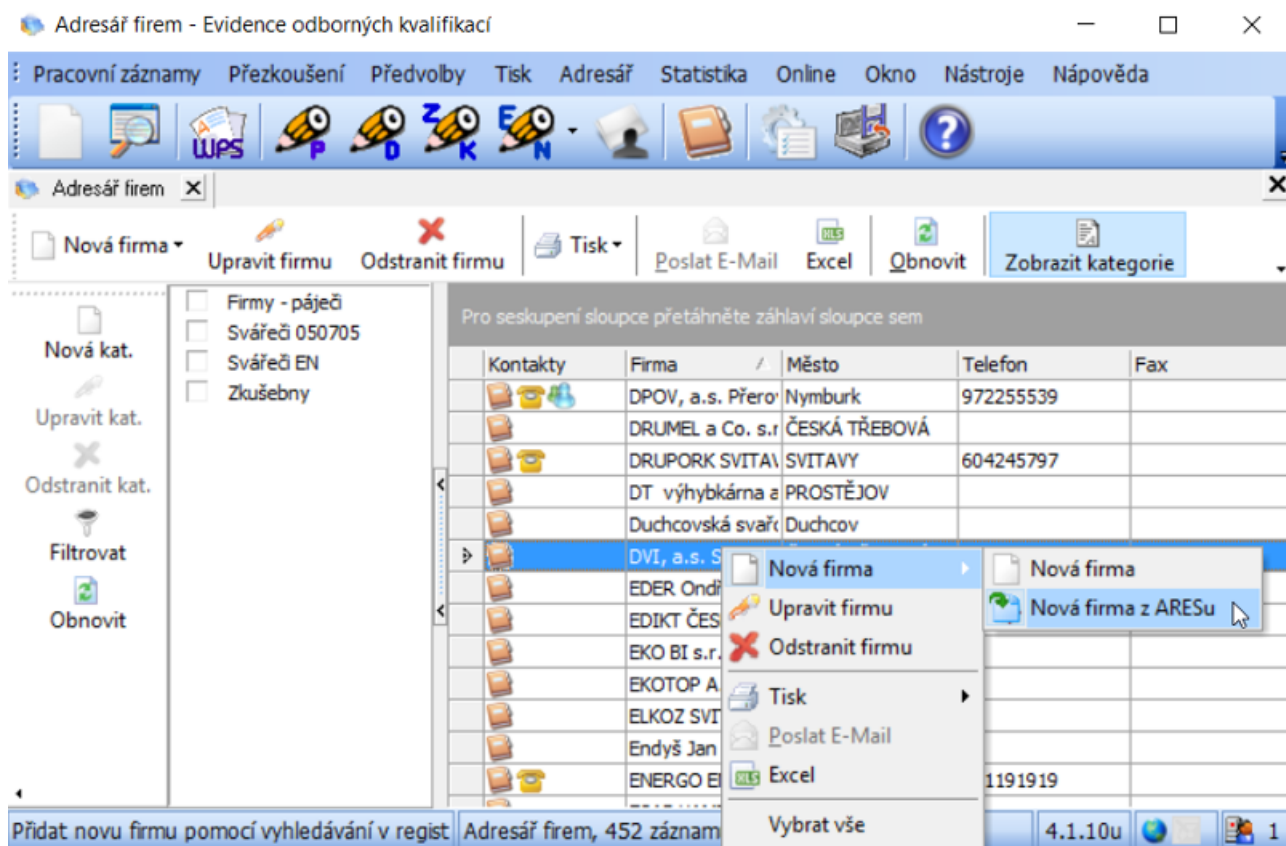 Adresář firem - Evidence odborných kvalifikací
Pracovní záznamy Přezkoušení Předvolby Tisk Adresář Statistika Online Okno Nástroje Nápověda
WPS P D Z K E N
Adresář firem
Nová firma Upravit firmu Odstranit firmu Tisk Poslat E-Mail XLS Excel Obnovit Zobrazit kategorie
Nová kat.
Upravit kat.
Odstranit kat.
Filtrovat
Obnovit
Firmy - páječi
Svářeči 050705
Svářeči EN
Zkušebny
Pro seskupení sloupce přetáhněte záhlaví sloupce sem
Kontakty Firma Město Telefon Fax
DPOV, a.s. Přero Nymburk 972255539
DRUMEL a Co. s.r ČESKÁ TŘEBOVÁ
DRUPORK SVITAV SVITAVY 604245797
DT výhybkárna a PROSTĚJOV
Duchcovská svařo Duchcov
DVI, a.s. S
EDER Ondř
EDIKT ČES
EKO BI s.r.
EKOTOP A
ELKOZ SVIT
Endyš Jan
ENERGO E 1191919
Nová firma
Upravit firmu
Odstranit firmu
Tisk
Poslat E-Mail
XLS Excel
Vybrat vše
Nová firma
Nová firma z ARESu
Přidat novu firmu pomocí vyhledávání v regist Adresář firem, 452 záznam 4.1.10u 1